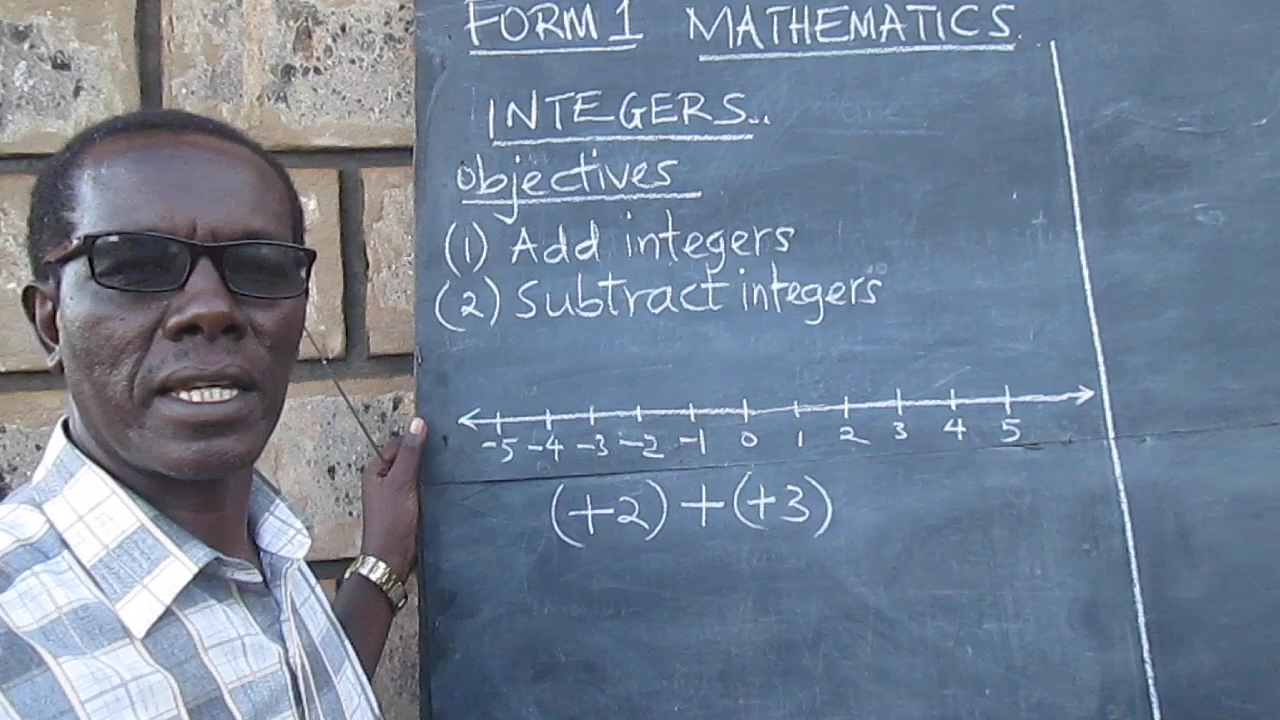 FORM 1 MATHEMATICS.
INTEGERS..
objectives
(1) Add integers
(2) Subtract integers
-5 -4 -3 -2 -1 0 1 2 3 4 5
(+2) + (+3)